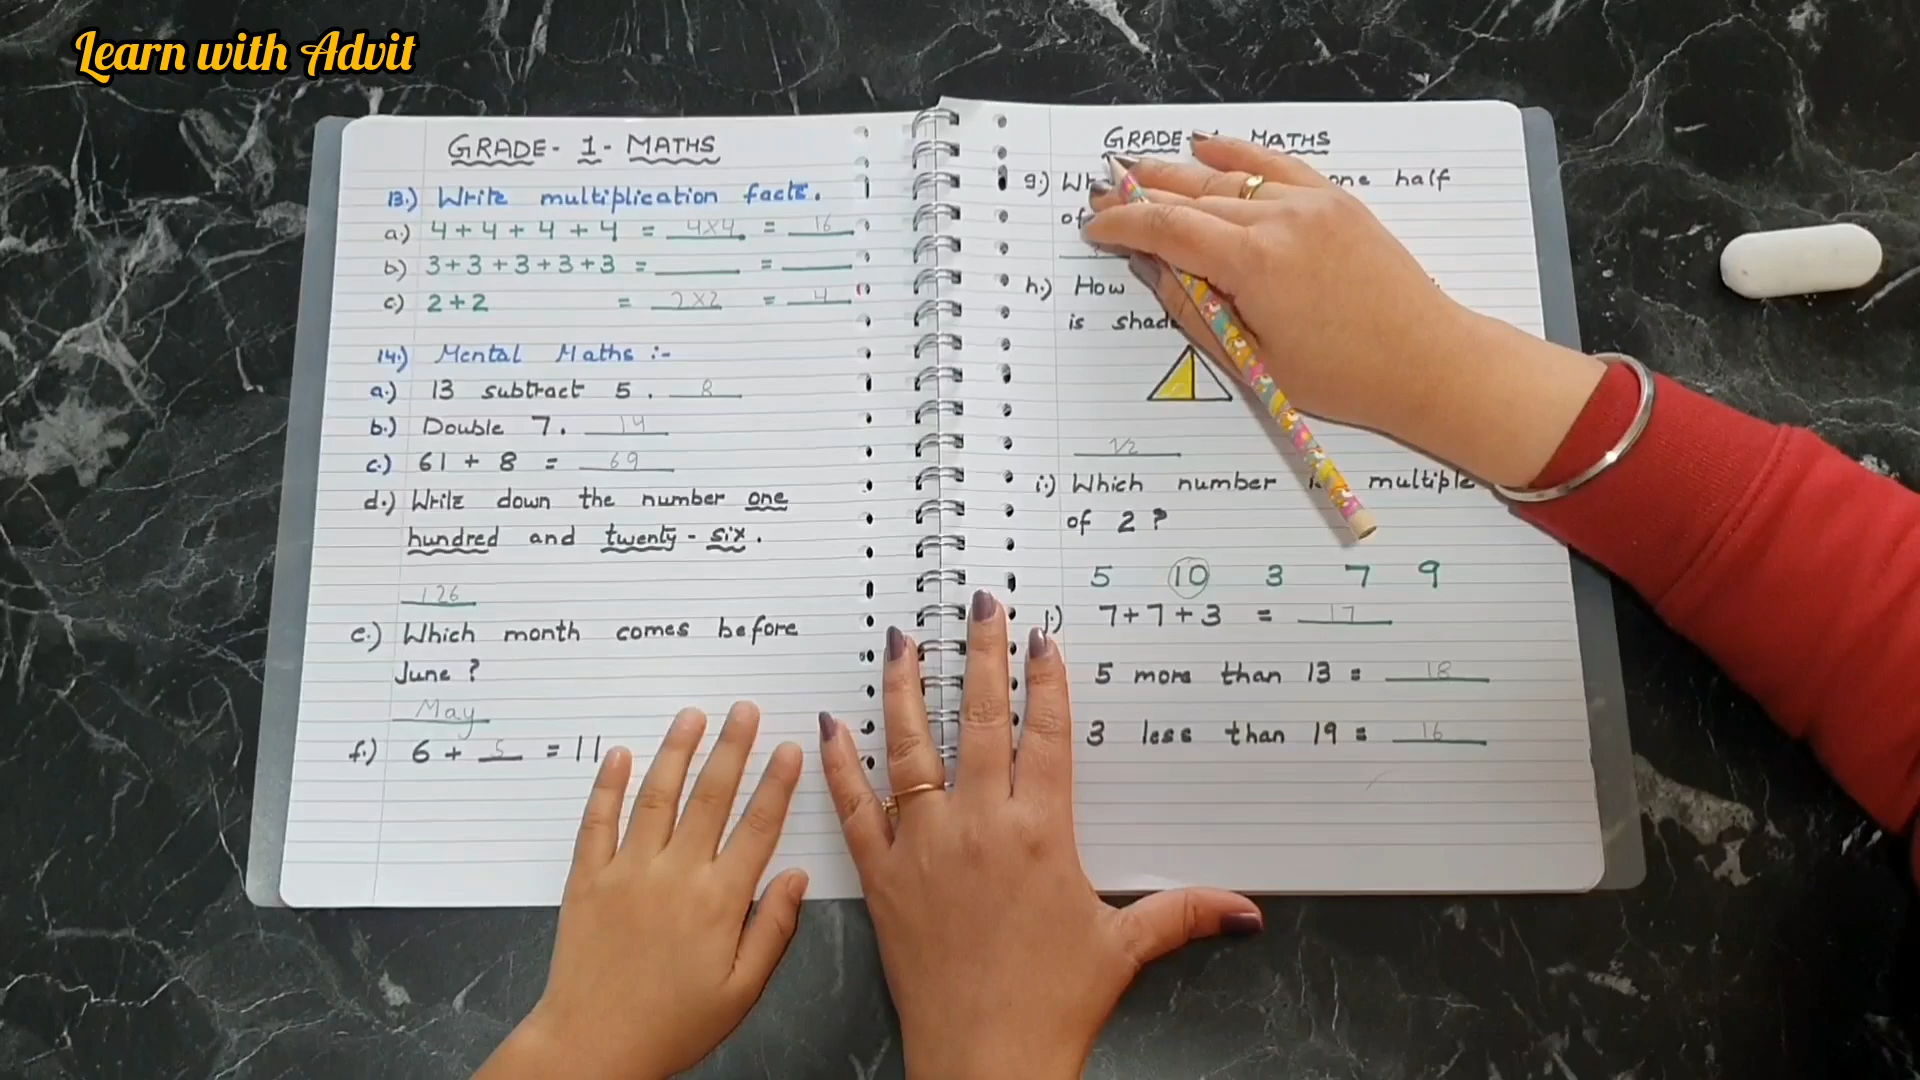 Learn with Advit
GRADE - 1 - MATHS
13.) Write multiplication facts.
a.) 4 + 4 + 4 + 4 = 4x4 = 16
b.) 3+3+3+3+3 = ___ = ___
c.) 2+2 = 2x2 = 4
14.) Mental Maths :-
a.) 13 subtract 5 . 8
b.) Double 7. 14
c.) 61 + 8 = 69
d.) Write down the number one
hundred and twenty - six.
126
e.) Which month comes before
June ?
May
f.) 6 + 5 = 11
GRADE - MATHS
g.) one half
of
h.) How
is
1/2
i.) Which number multiple
of 2 ?
5 10 3 7 9
j.) 7+7+3 = 17
5 more than 13 = 18
3 less than 19 = 16